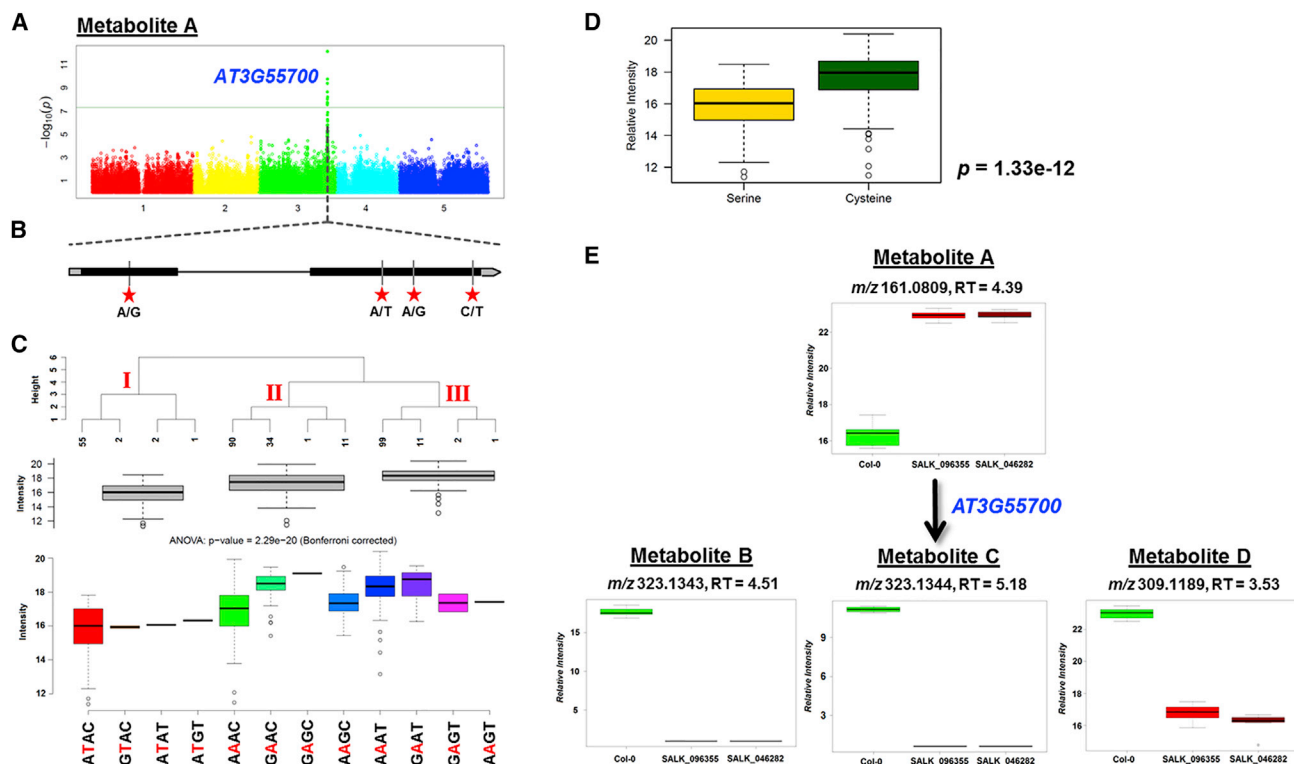 A
Metabolite A
AT3G55700
−log10(p)
11
9
7
5
3
1
1 2 3 4 5
B
A/G A/T A/G C/T
C
Height
6
5
4
3
2
1
I II III
55 2 2 1 90 34 1 11 99 11 2 1
Intensity
20
18
16
14
12
ANOVA: p-value = 2.29e-20 (Bonferroni corrected)
Intensity
20
18
16
14
12
ATAC GTAC ATAT ATGT AAAC GAAC GAGC AAGC AAAT GAAT GAGT AAGT
D
Relative Intensity
20
18
16
14
12
Serine Cysteine
p = 1.33e-12
E
Metabolite A
m/z 161.0809, RT = 4.39
Relative Intensity
22
20
18
16
Col-0 SALK_096355 SALK_046282
AT3G55700
Metabolite B
m/z 323.1343, RT = 4.51
Relative Intensity
15
10
5
Col-0 SALK_096355 SALK_046282
Metabolite C
m/z 323.1344, RT = 5.18
Relative Intensity
9
6
3
Col-0 SALK_096355 SALK_046282
Metabolite D
m/z 309.1189, RT = 3.53
Relative Intensity
22
20
18
16
Col-0 SALK_096355 SALK_046282